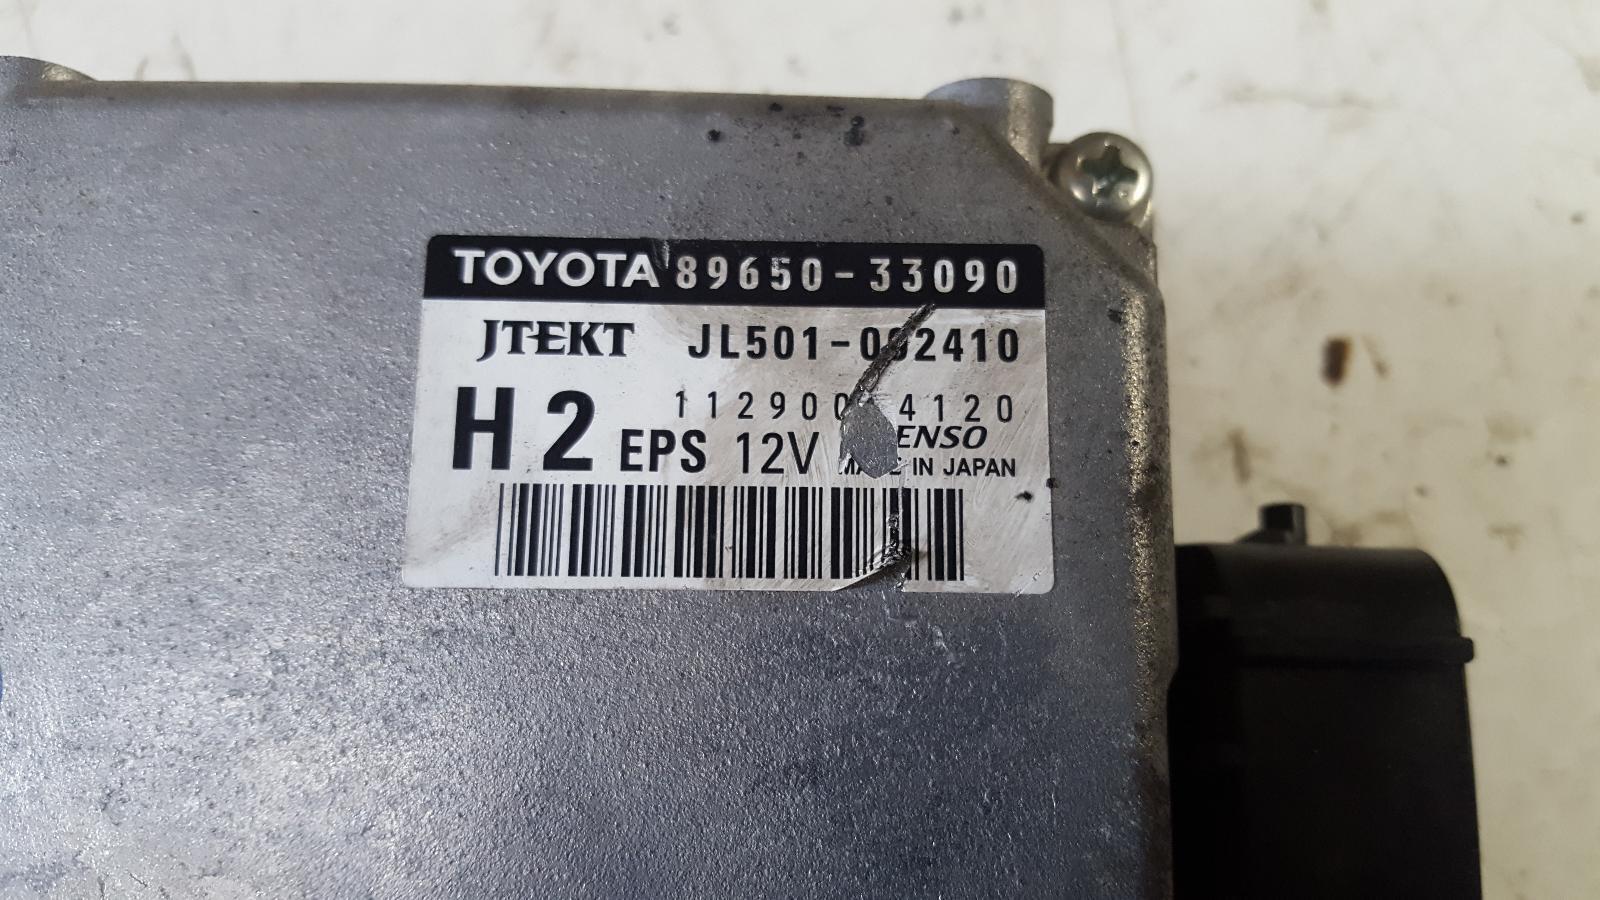 TOYOTA 89650-33090
JTEKT JL501-002410
H2 EPS 12V
IN JAPAN